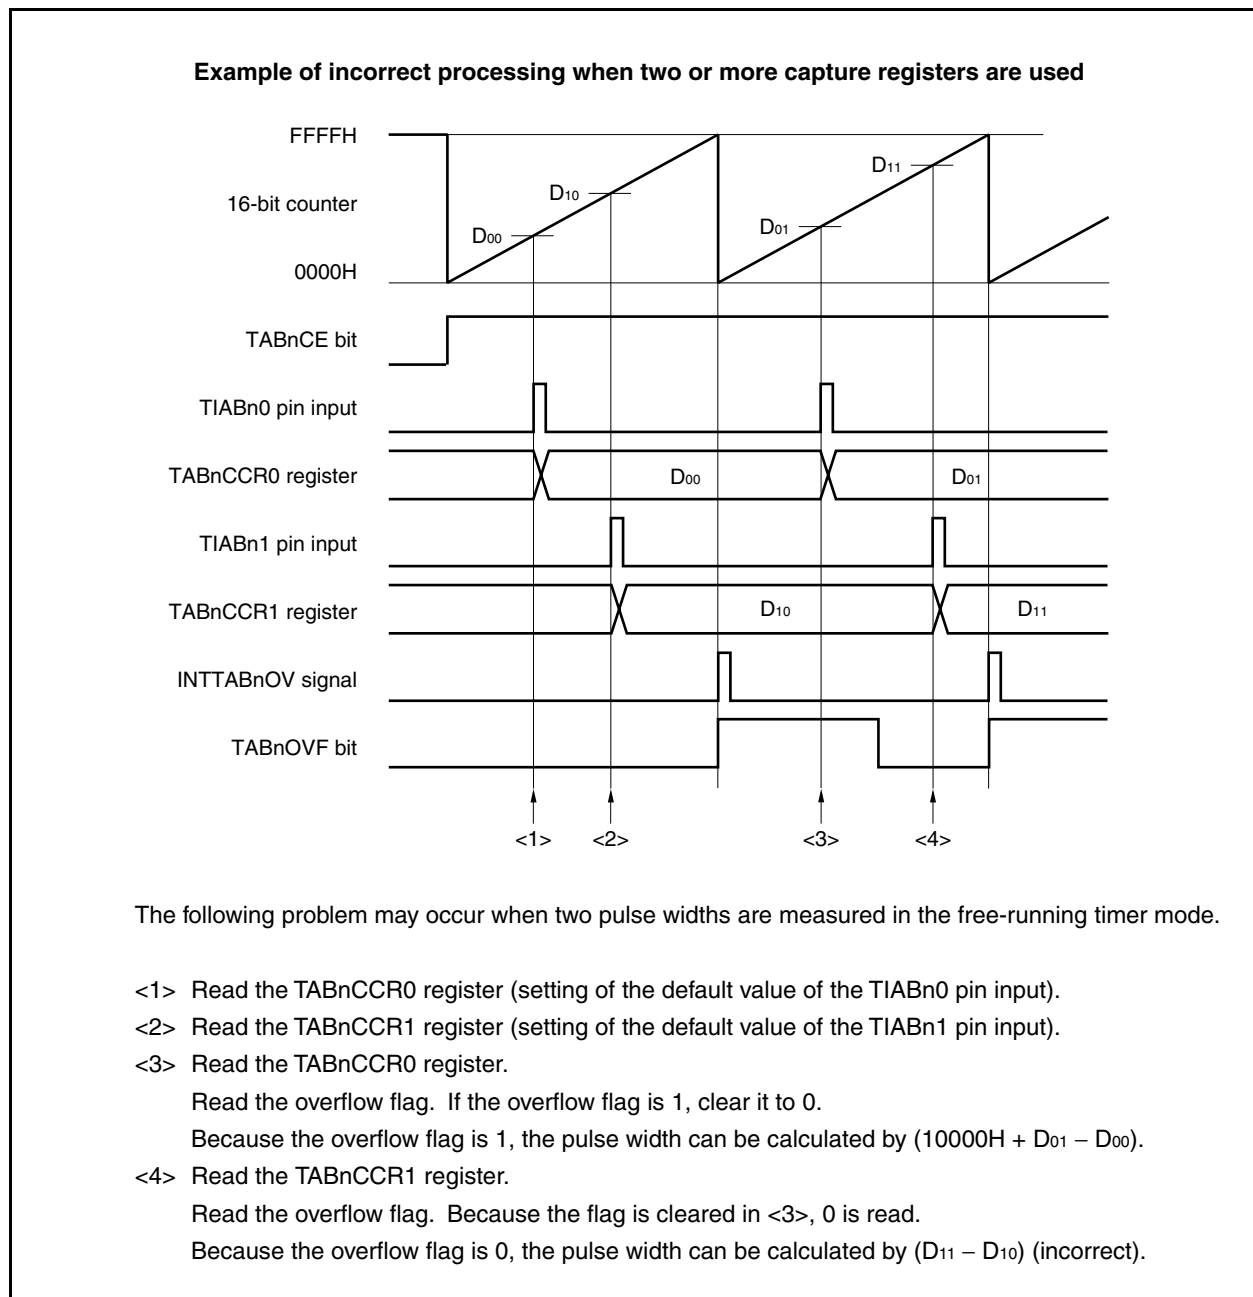 Example of incorrect processing when two or more capture registers are used
FFFFH
D11
D10
16-bit counter
D01
D00
0000H
TABnCE bit
TIABn0 pin input
TABnCCR0 register
D00
D01
TIABn1 pin input
TABnCCR1 register
D10
D11
INTTABnOV signal
TABnOVF bit
<1> <2> <3> <4>
The following problem may occur when two pulse widths are measured in the free-running timer mode.
<1> Read the TABnCCR0 register (setting of the default value of the TIABn0 pin input).
<2> Read the TABnCCR1 register (setting of the default value of the TIABn1 pin input).
<3> Read the TABnCCR0 register.
Read the overflow flag. If the overflow flag is 1, clear it to 0.
Because the overflow flag is 1, the pulse width can be calculated by (10000H + D01 − D00).
<4> Read the TABnCCR1 register.
Read the overflow flag. Because the flag is cleared in <3>, 0 is read.
Because the overflow flag is 0, the pulse width can be calculated by (D11 − D10) (incorrect).